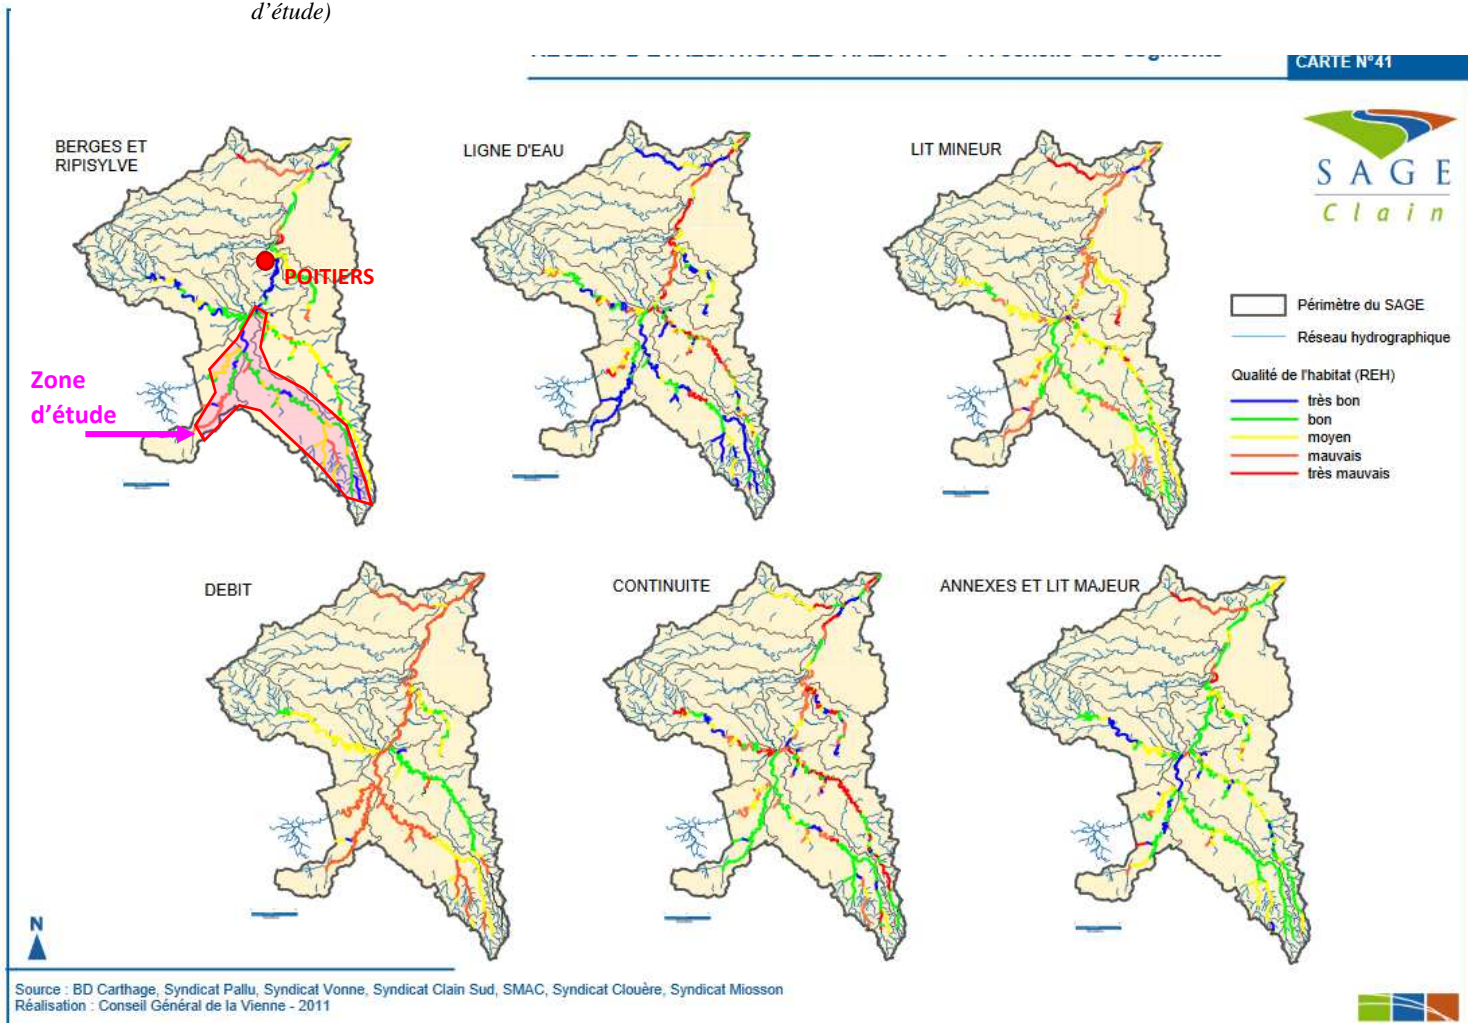 d'étude)
CARTE N°41
BERGES ET
RIPISYLVE
LIGNE D'EAU
LIT MINEUR
SAGE
Clain
POITIERS
Périmètre du SAGE
Réseau hydrographique
Zone
d'étude
Qualité de l'habitat (REH)
très bon
bon
moyen
mauvais
très mauvais
DEBIT
CONTINUITE
ANNEXES ET LIT MAJEUR
N
Source : BD Carthage, Syndicat Pallu, Syndicat Vonne, Syndicat Clain Sud, SMAC, Syndicat Clouère, Syndicat Miosson
Réalisation : Conseil Général de la Vienne - 2011